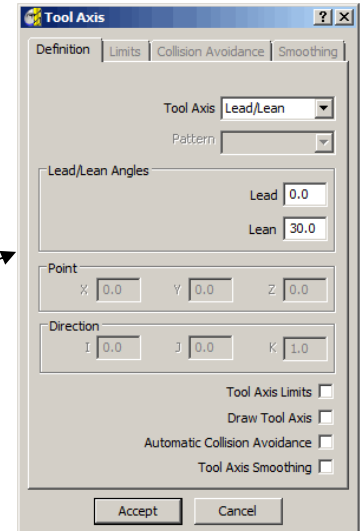 Tool Axis
Definition Limits Collision Avoidance Smoothing
Tool Axis Lead/Lean
Pattern
Lead/Lean Angles
Lead 0.0
Lean 30.0
Point
X 0.0 Y 0.0 Z 0.0
Direction
I 0.0 J 0.0 K 1.0
Tool Axis Limits
Draw Tool Axis
Automatic Collision Avoidance
Tool Axis Smoothing
Accept Cancel